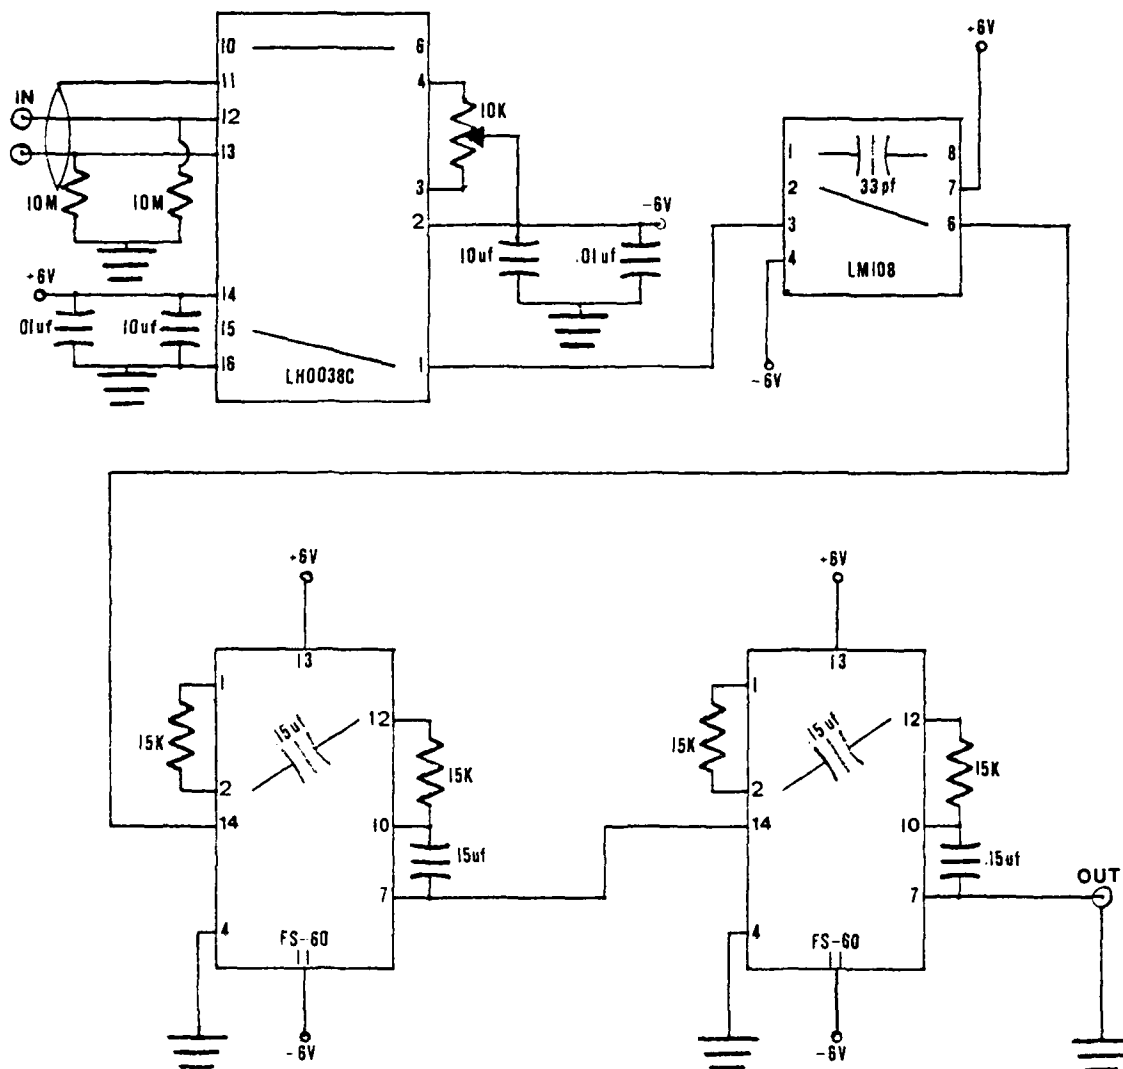 10 6
11 4
IN
12
13
10K
3
2
10M 10M
-6V
10uf .01uf
+6V
14
01uf 10uf
15
16
LH0038C
1
+6V
1 8
33pf
2 7
3 6
4
LM108
-6V
+6V
13
1
.15uf
12
15K
15K
2
14
10
15uf
7
4
FS-60
11
-6V
+6V
13
1
.15uf
12
15K
15K
2
14
10
.15uf
7
OUT
4
FS-60
11
-6V